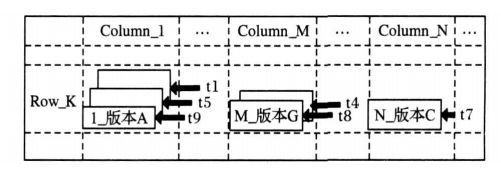 Column_1 ... Column_M ... Column_N ...
t1
t5
t4
Row_K 1_版本A t9 M_版本G t8 N_版本C t7